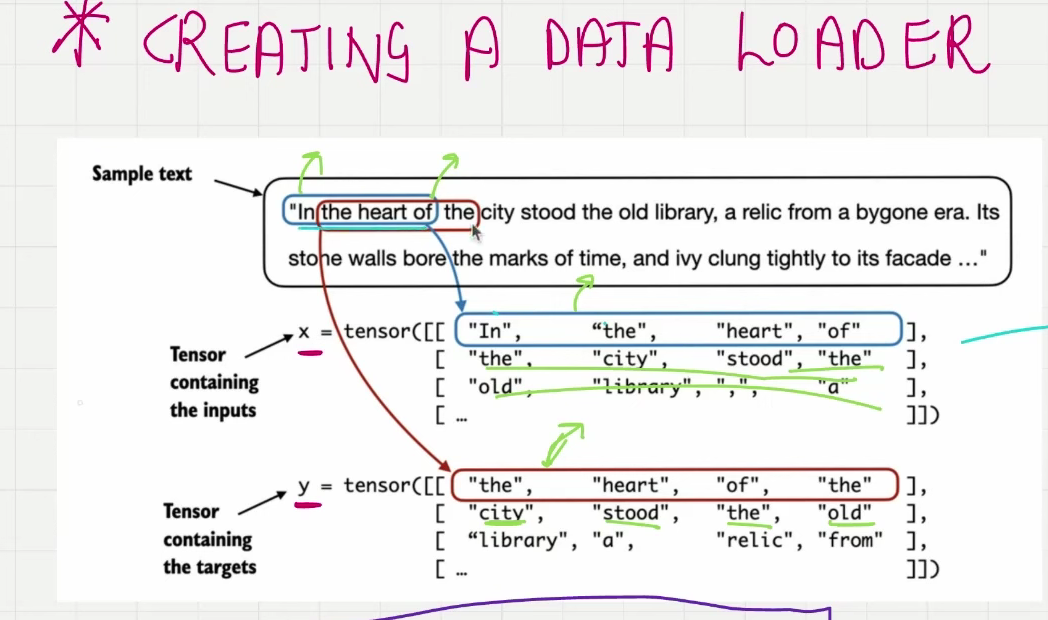 * CREATING A DATA LOADER
Sample text
"In the heart of the city stood the old library, a relic from a bygone era. Its
stone walls bore the marks of time, and ivy clung tightly to its facade ..."
x = tensor([[ "In", “the", "heart", "of" ],
[ "the", "city", "stood", "the" ],
[ "old", "library", ",", "a" ],
[ … ]])
Tensor
containing
the inputs
y = tensor([[ "the", "heart", "of", "the" ],
[ "city", "stood", "the", "old" ],
[ “library", "a", "relic", "from" ],
[ … ]])
Tensor
containing
the targets